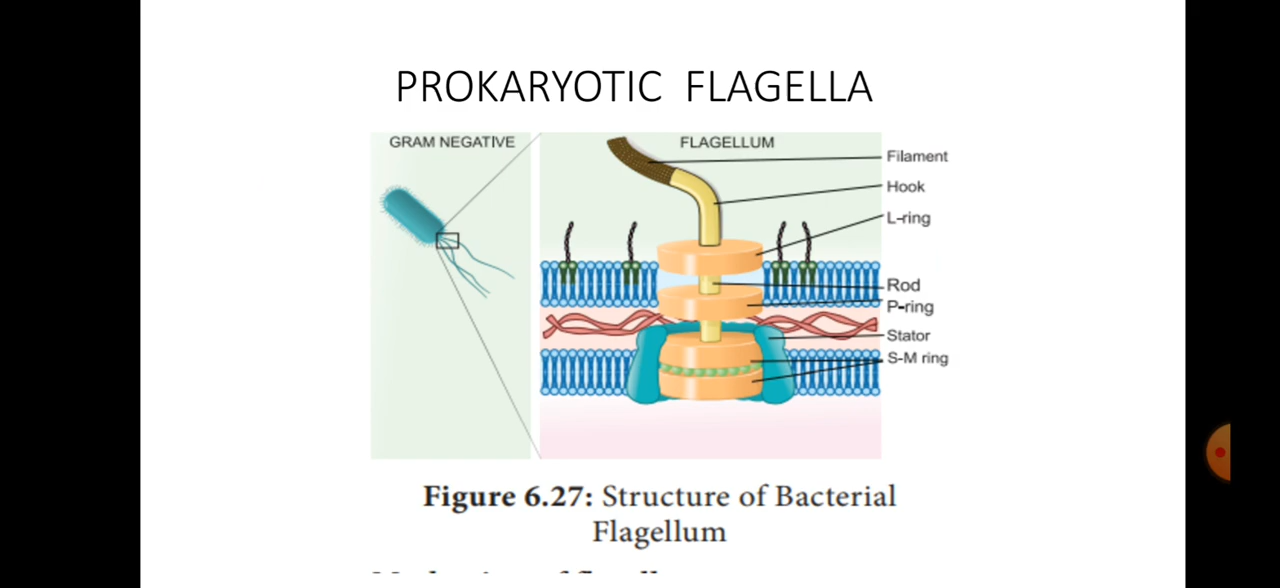 PROKARYOTIC FLAGELLA
GRAM NEGATIVE
FLAGELLUM
Filament
Hook
L-ring
Rod
P-ring
Stator
S-M ring
Figure 6.27: Structure of Bacterial
Flagellum